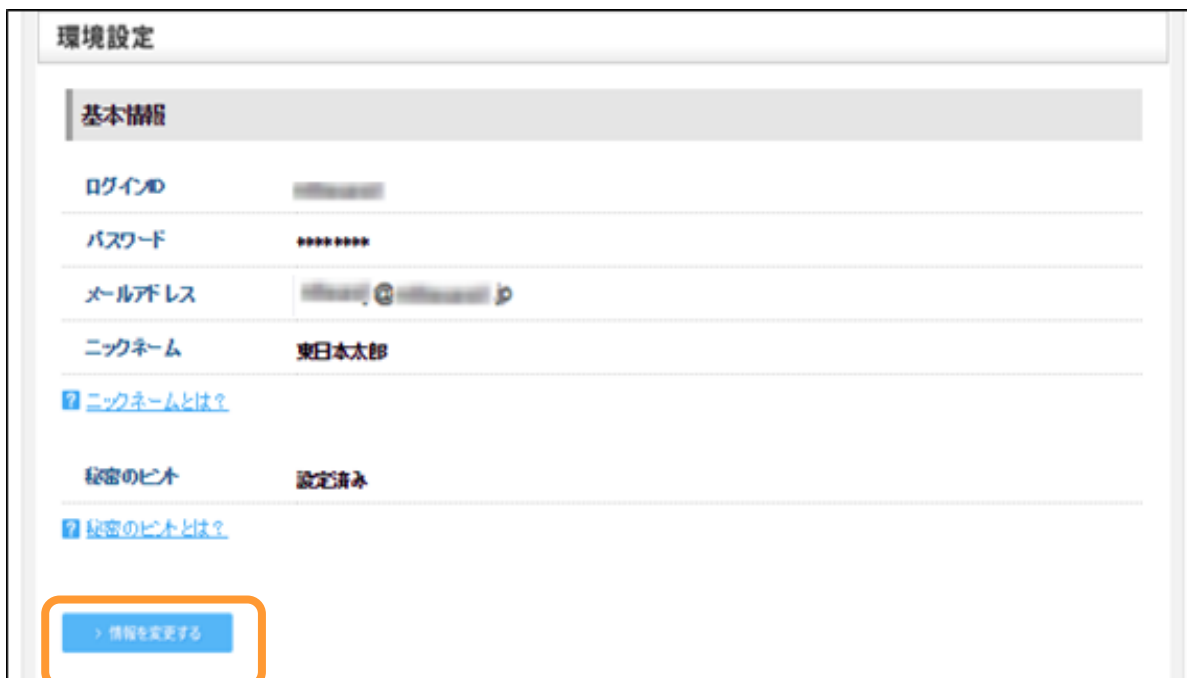 環境設定
基本情報
ログインID
パスワード ********
メールアドレス @ .jp
ニックネーム 東日本太郎
? ニックネームとは？
秘密のヒント 設定済み
? 秘密のヒントとは？
> 情報を変更する